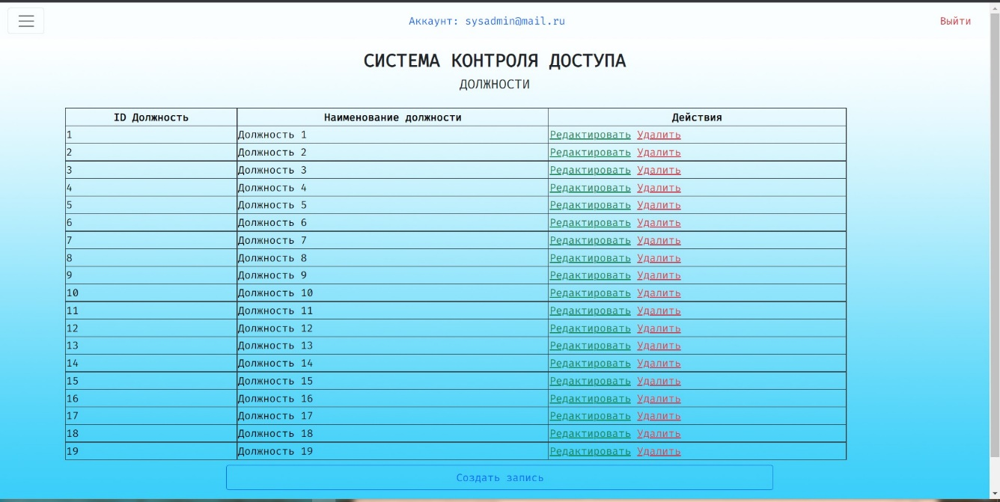 Аккаунт: sysadmin@mail.ru Выйти
СИСТЕМА КОНТРОЛЯ ДОСТУПА
ДОЛЖНОСТИ
ID Должность Наименование должности Действия
1 Должность 1 Редактировать Удалить
2 Должность 2 Редактировать Удалить
3 Должность 3 Редактировать Удалить
4 Должность 4 Редактировать Удалить
5 Должность 5 Редактировать Удалить
6 Должность 6 Редактировать Удалить
7 Должность 7 Редактировать Удалить
8 Должность 8 Редактировать Удалить
9 Должность 9 Редактировать Удалить
10 Должность 10 Редактировать Удалить
11 Должность 11 Редактировать Удалить
12 Должность 12 Редактировать Удалить
13 Должность 13 Редактировать Удалить
14 Должность 14 Редактировать Удалить
15 Должность 15 Редактировать Удалить
16 Должность 16 Редактировать Удалить
17 Должность 17 Редактировать Удалить
18 Должность 18 Редактировать Удалить
19 Должность 19 Редактировать Удалить
Создать запись